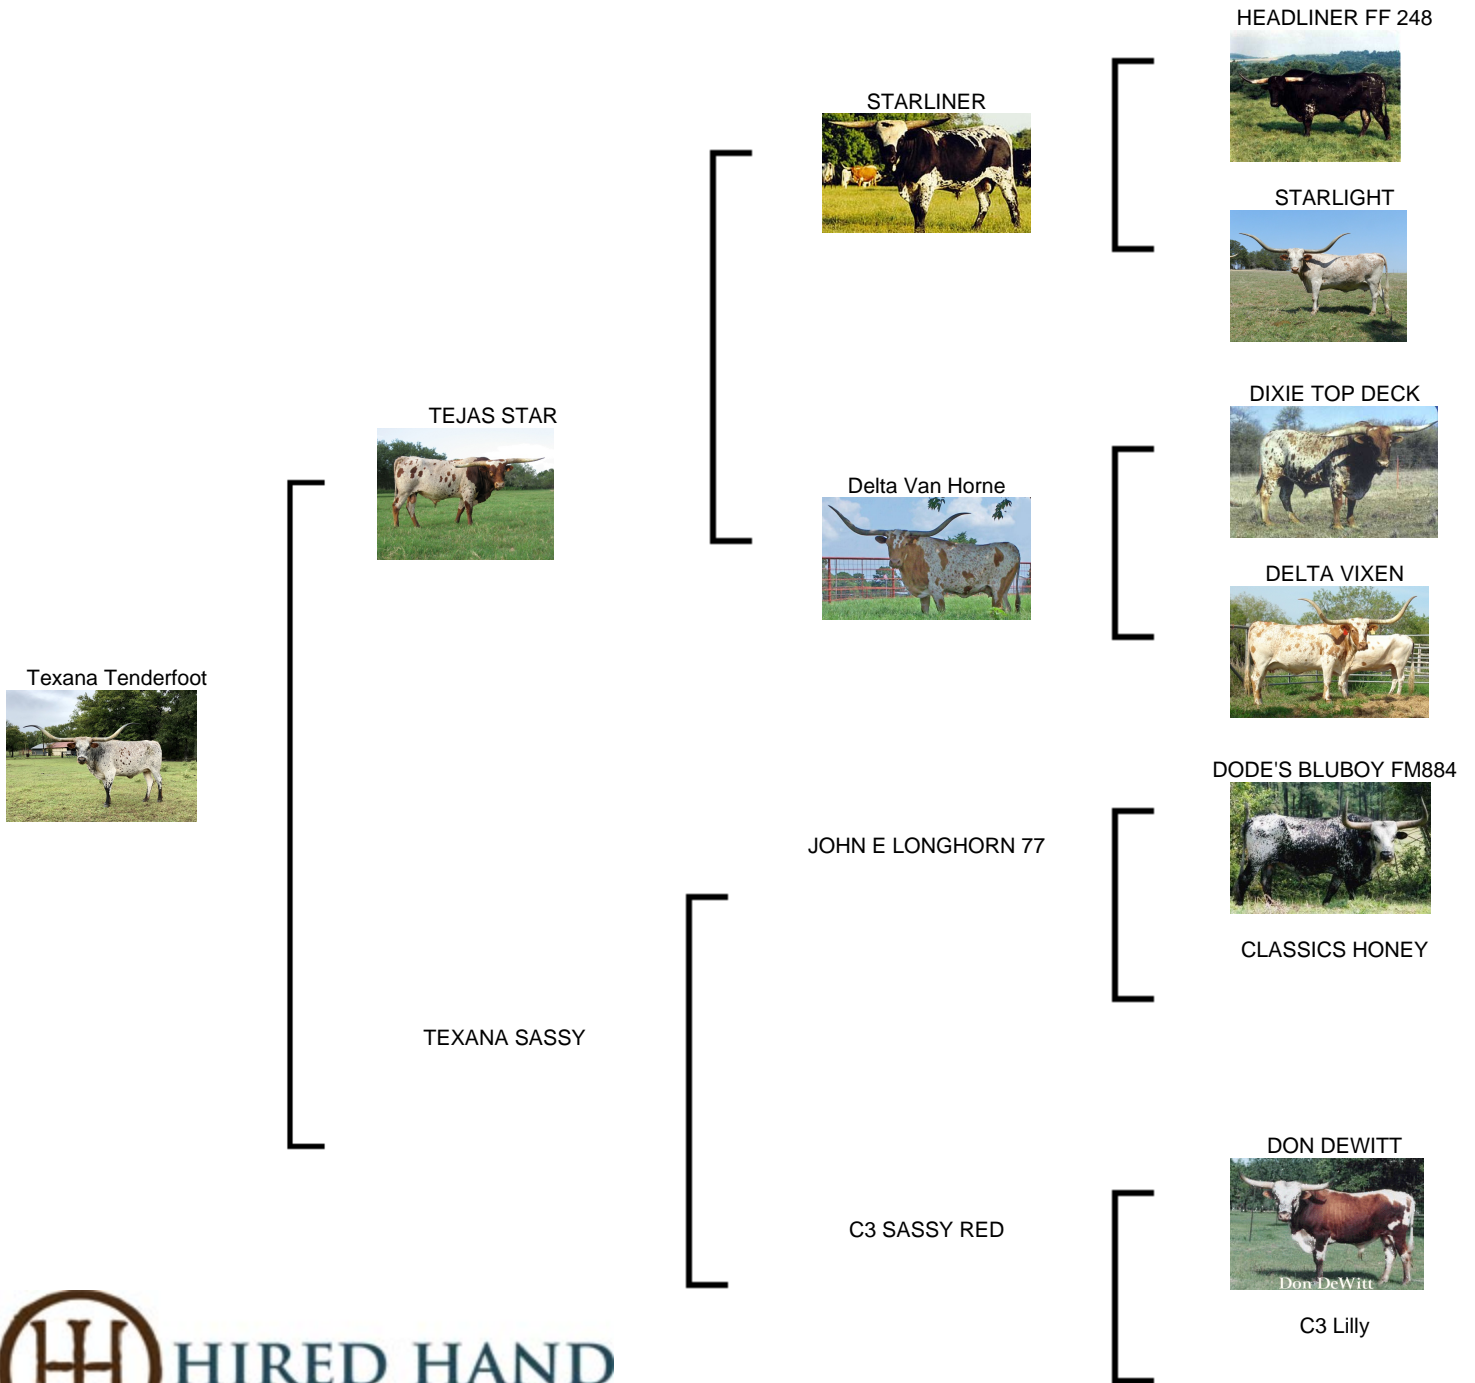 HEADLINER FF 248
STARLINER
STARLIGHT
DIXIE TOP DECK
TEJAS STAR
Delta Van Horne
DELTA VIXEN
Texana Tenderfoot
DODE'S BLUBOY FM884
JOHN E LONGHORN 77
CLASSICS HONEY
TEXANA SASSY
DON DEWITT
C3 SASSY RED
Don DeWitt
C3 Lilly
HIRED HAND